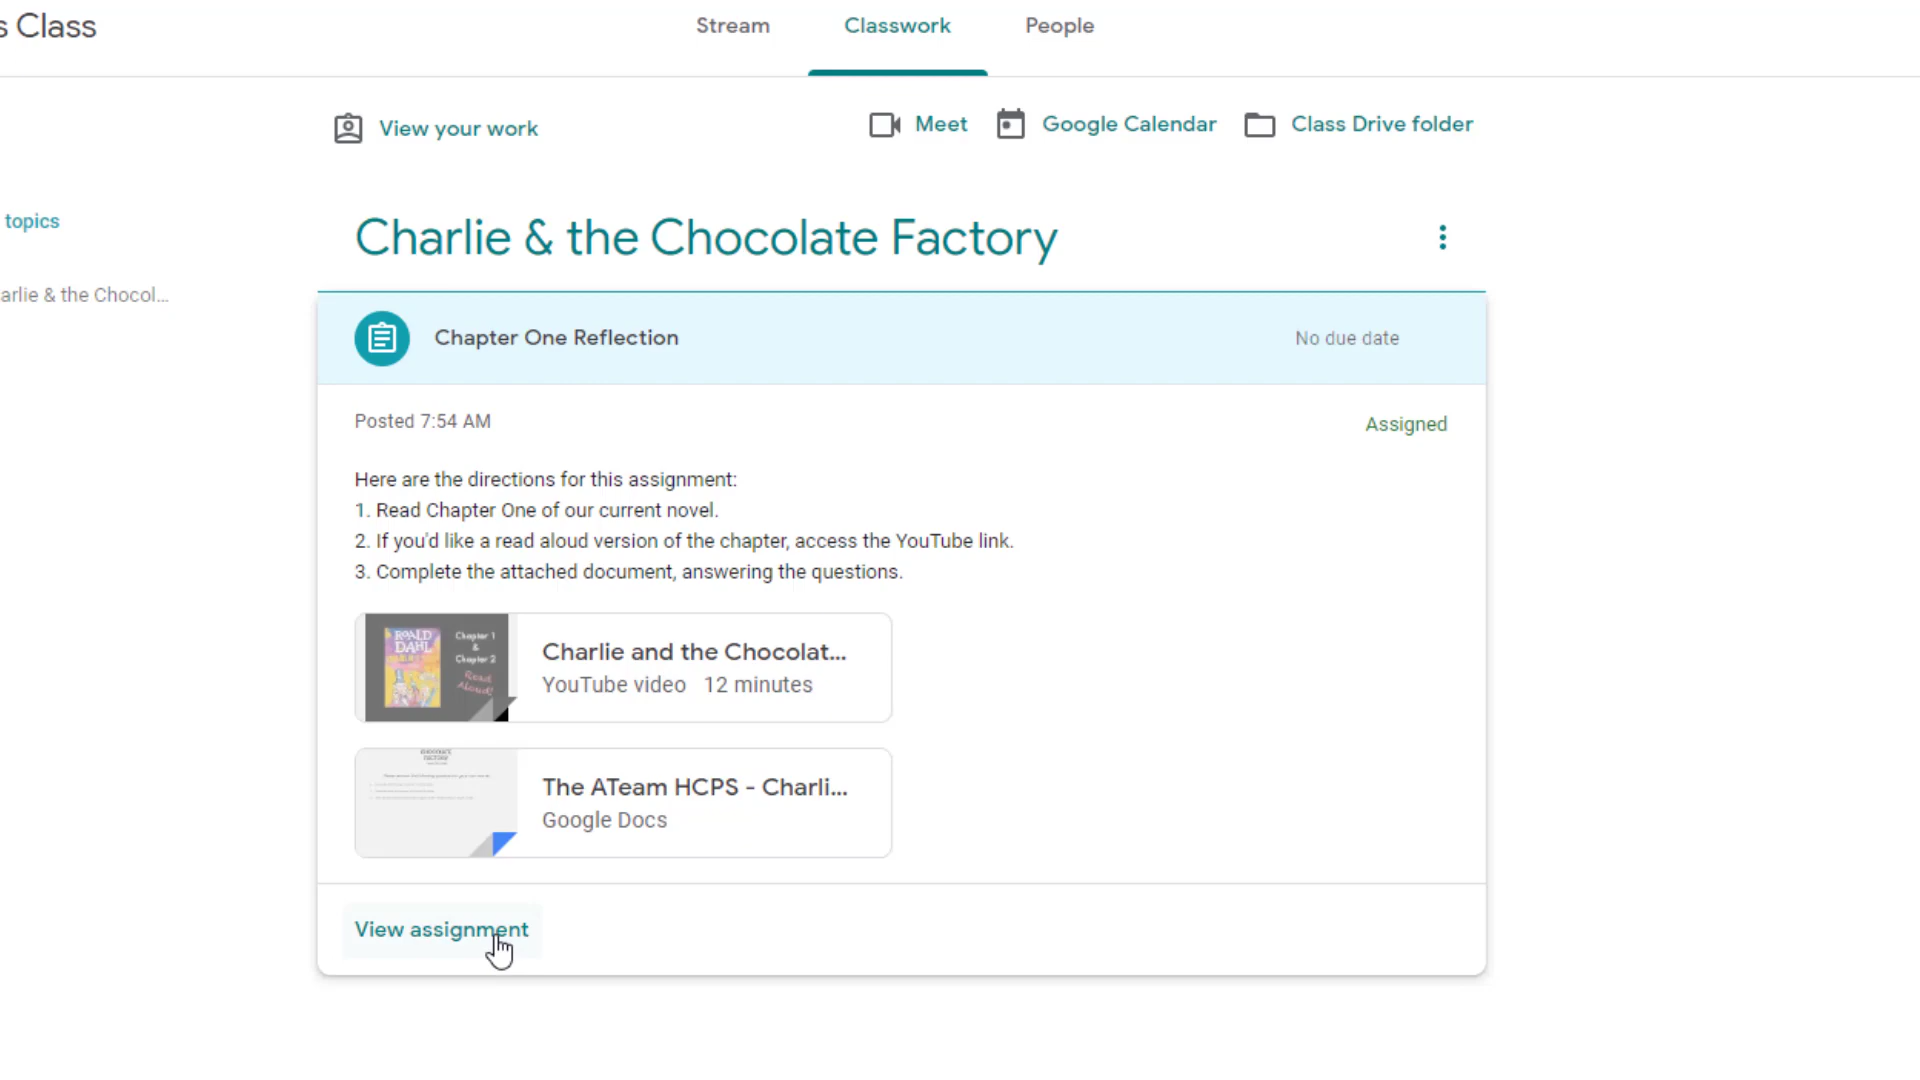 s Class
Stream
Classwork
People
View your work
Meet
Google Calendar
Class Drive folder
topics
arlie & the Chocol...
Charlie & the Chocolate Factory
Chapter One Reflection
No due date
Posted 7:54 AM
Assigned
Here are the directions for this assignment:
1. Read Chapter One of our current novel.
2. If you'd like a read aloud version of the chapter, access the YouTube link.
3. Complete the attached document, answering the questions.
ROALD
DAHL
Chapter 1
&
Chapter 2
Read
Aloud!
Charlie and the Chocolat...
YouTube video 12 minutes
The ATeam HCPS - Charli...
Google Docs
View assignment